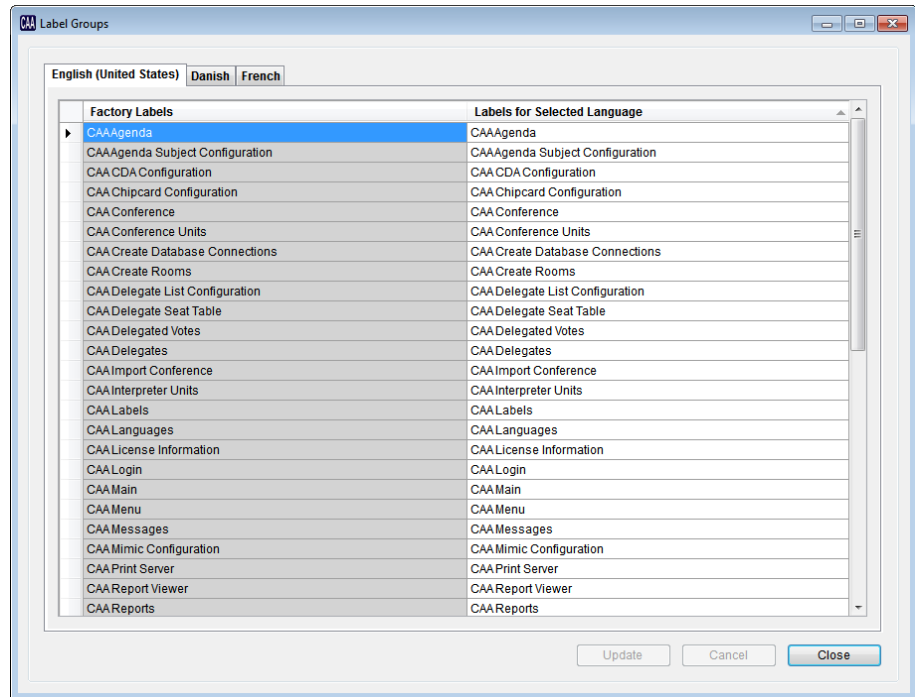 CAA Label Groups
English (United States) Danish French
Factory Labels Labels for Selected Language
CAAAgenda CAAAgenda
CAAAgenda Subject Configuration CAAAgenda Subject Configuration
CAA CDA Configuration CAA CDA Configuration
CAA Chipcard Configuration CAA Chipcard Configuration
CAA Conference CAA Conference
CAA Conference Units CAA Conference Units
CAA Create Database Connections CAA Create Database Connections
CAA Create Rooms CAA Create Rooms
CAA Delegate List Configuration CAA Delegate List Configuration
CAA Delegate Seat Table CAA Delegate Seat Table
CAA Delegated Votes CAA Delegated Votes
CAA Delegates CAA Delegates
CAA Import Conference CAA Import Conference
CAA Interpreter Units CAA Interpreter Units
CAA Labels CAA Labels
CAA Languages CAA Languages
CAA License Information CAA License Information
CAA Login CAA Login
CAA Main CAA Main
CAA Menu CAA Menu
CAA Messages CAA Messages
CAA Mimic Configuration CAA Mimic Configuration
CAA Print Server CAA Print Server
CAA Report Viewer CAA Report Viewer
CAA Reports CAA Reports
Update Cancel Close